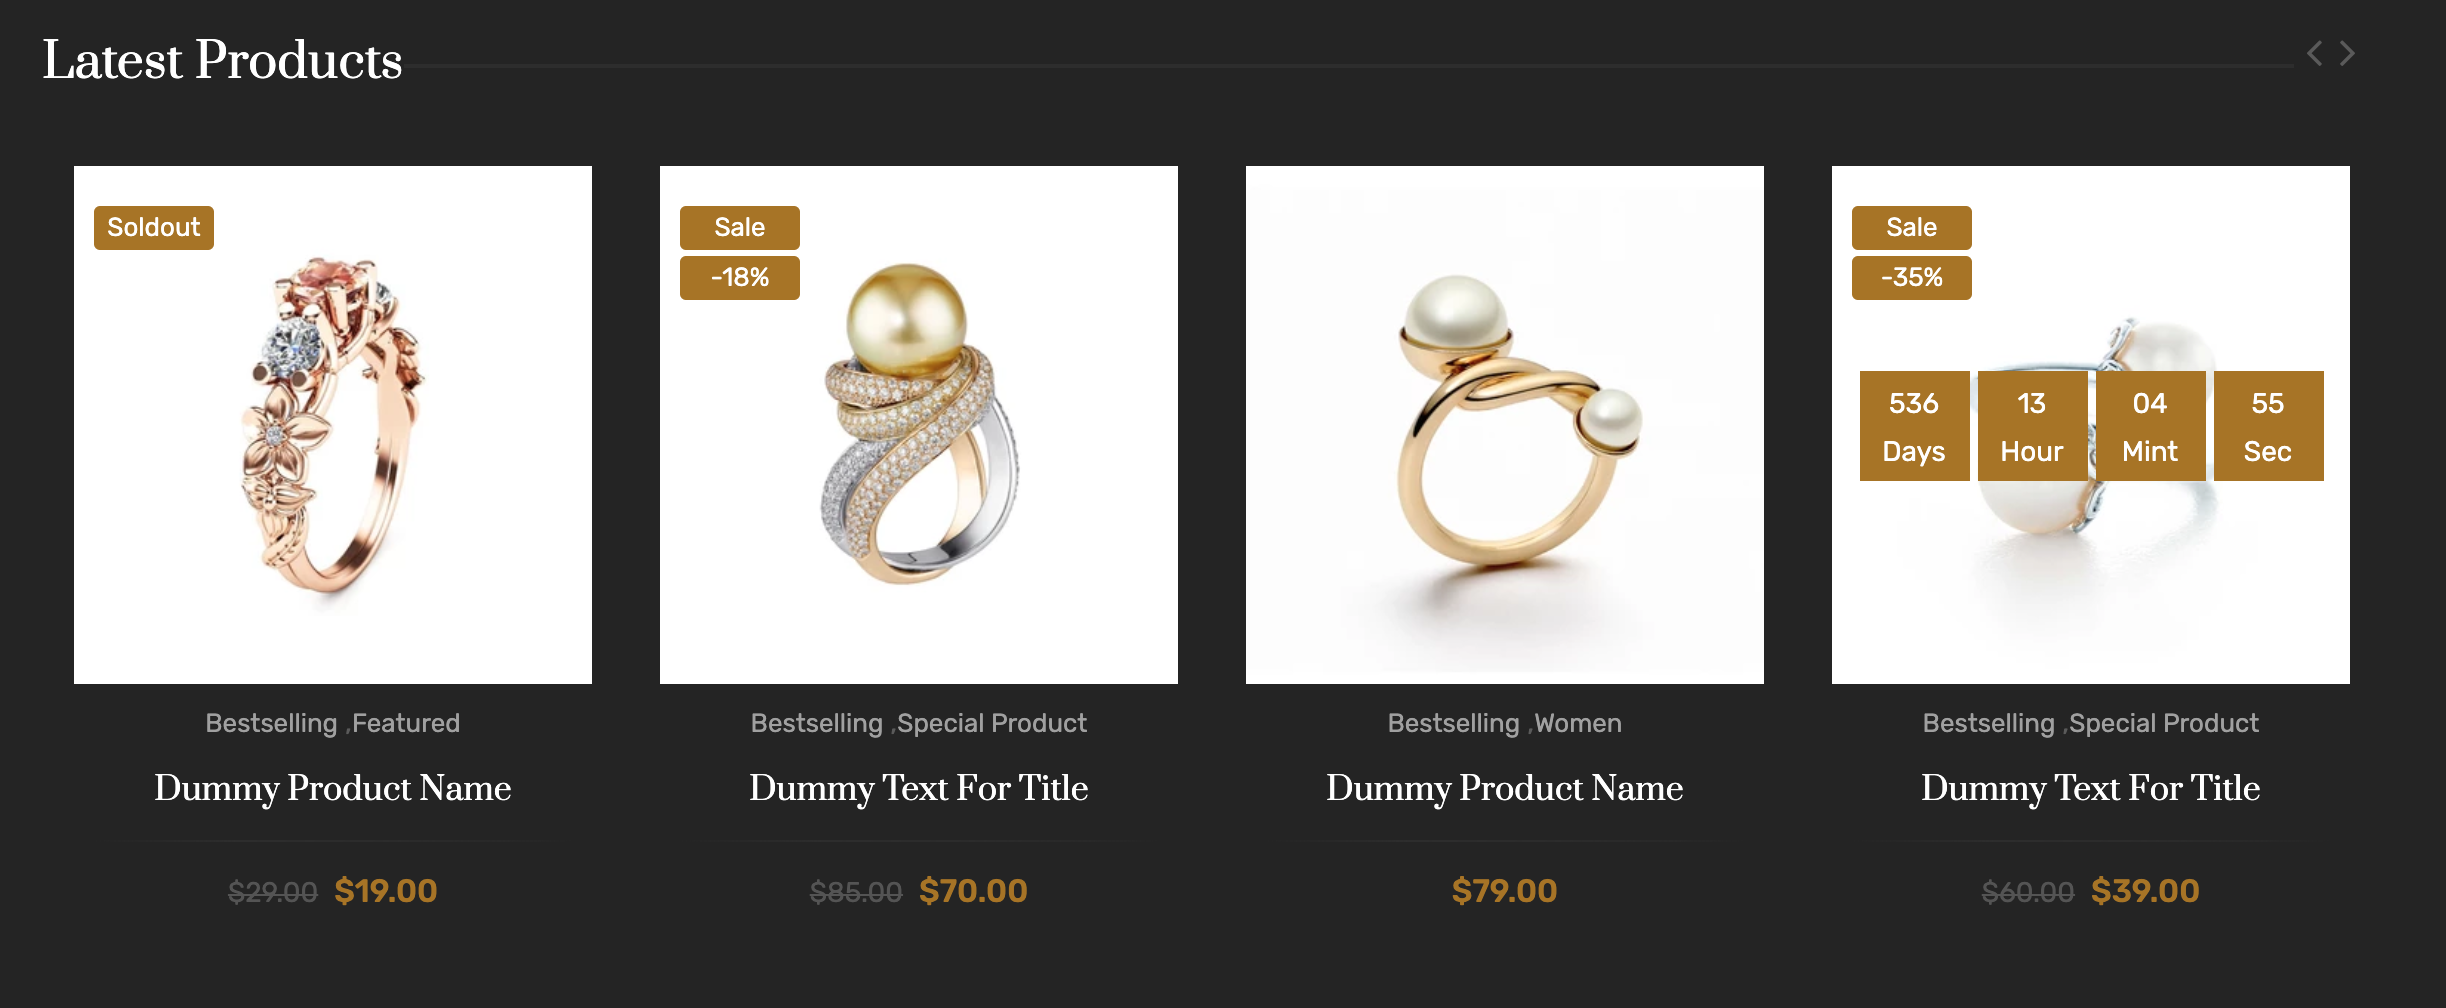 Latest Products
Soldout
Bestselling ,Featured
Dummy Product Name
$29.00 $19.00
Sale
-18%
Bestselling ,Special Product
Dummy Text For Title
$85.00 $70.00
Bestselling ,Women
Dummy Product Name
$79.00
Sale
-35%
536 13 04 55
Days Hour Mint Sec
Bestselling ,Special Product
Dummy Text For Title
$60.00 $39.00